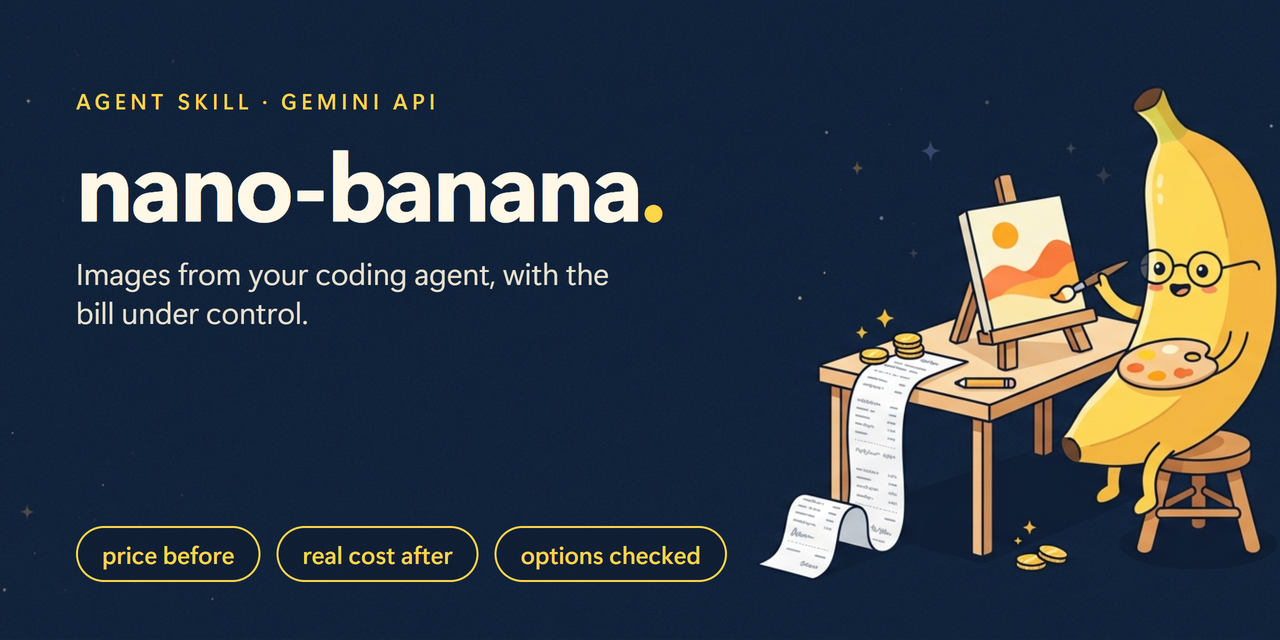 AGENT SKILL · GEMINI API
nano-banana.
Images from your coding agent, with the
bill under control.
price before
real cost after
options checked